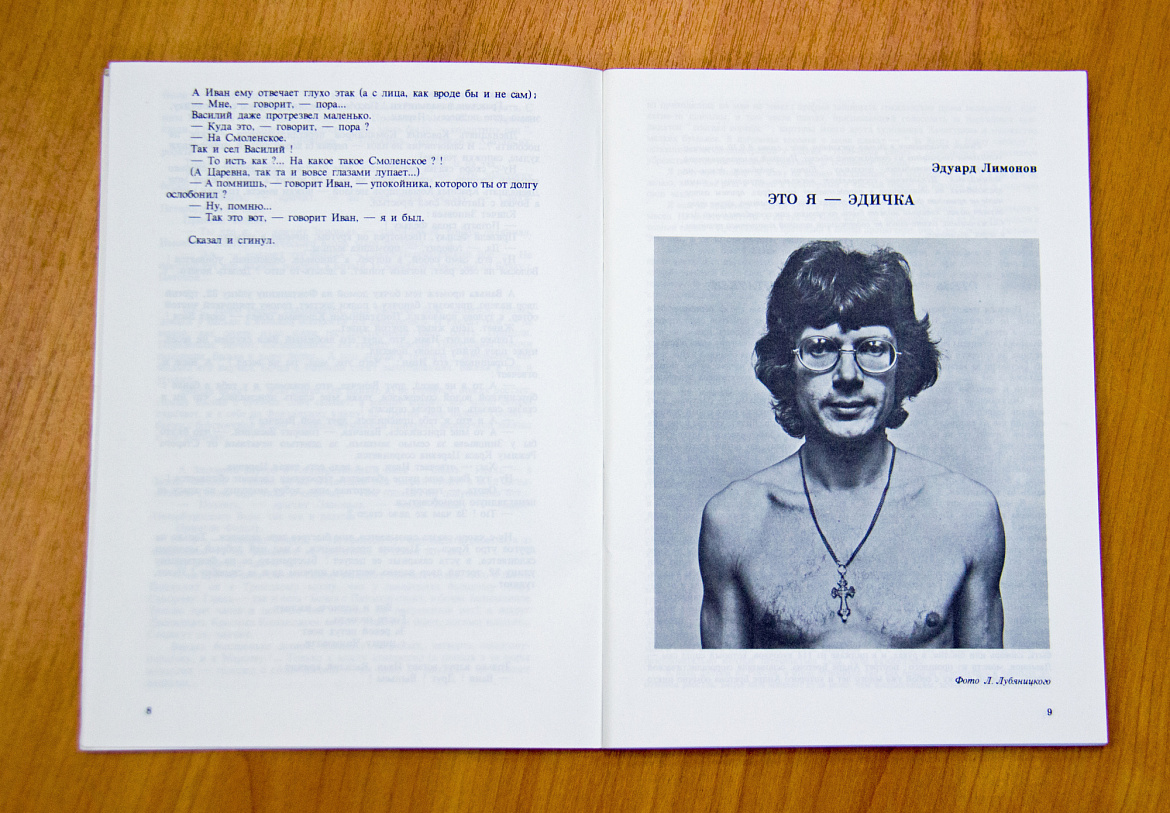 А Иван ему отвечает глухо этак (а с лица, как вроде бы и не сам):
— Мне, — говорит, — пора...
Василий даже протрезвел маленько.
— Куда это, — говорит, — пора ?
— На Смоленское.
Так и сел Василий !
— То исть как ?... На какое такое Смоленское ? !
(А Царевна, так та и вовсе глазами лупает...)
— А помнишь, — говорит Иван, — упокойника, которого ты от долгу
ослобонил ?
— Ну, помню...
— Так это вот, — говорит Иван, — я и был.
Сказал и сгинул.
8
Эдуард Лимонов
ЭТО Я — ЭДИЧКА
Фото Л. Лубяницкого
9